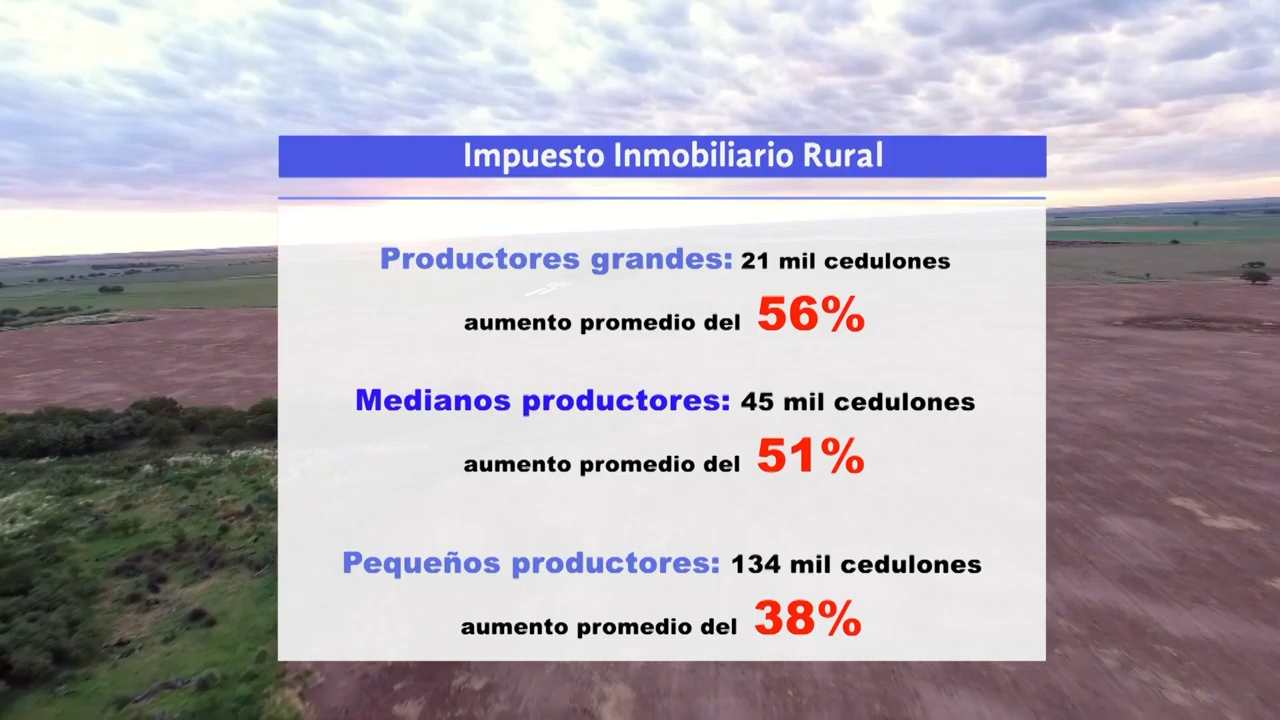 Impuesto Inmobiliario Rural
Productores grandes: 21 mil cedulones
aumento promedio del 56%
Medianos productores: 45 mil cedulones
aumento promedio del 51%
Pequeños productores: 134 mil cedulones
aumento promedio del 38%